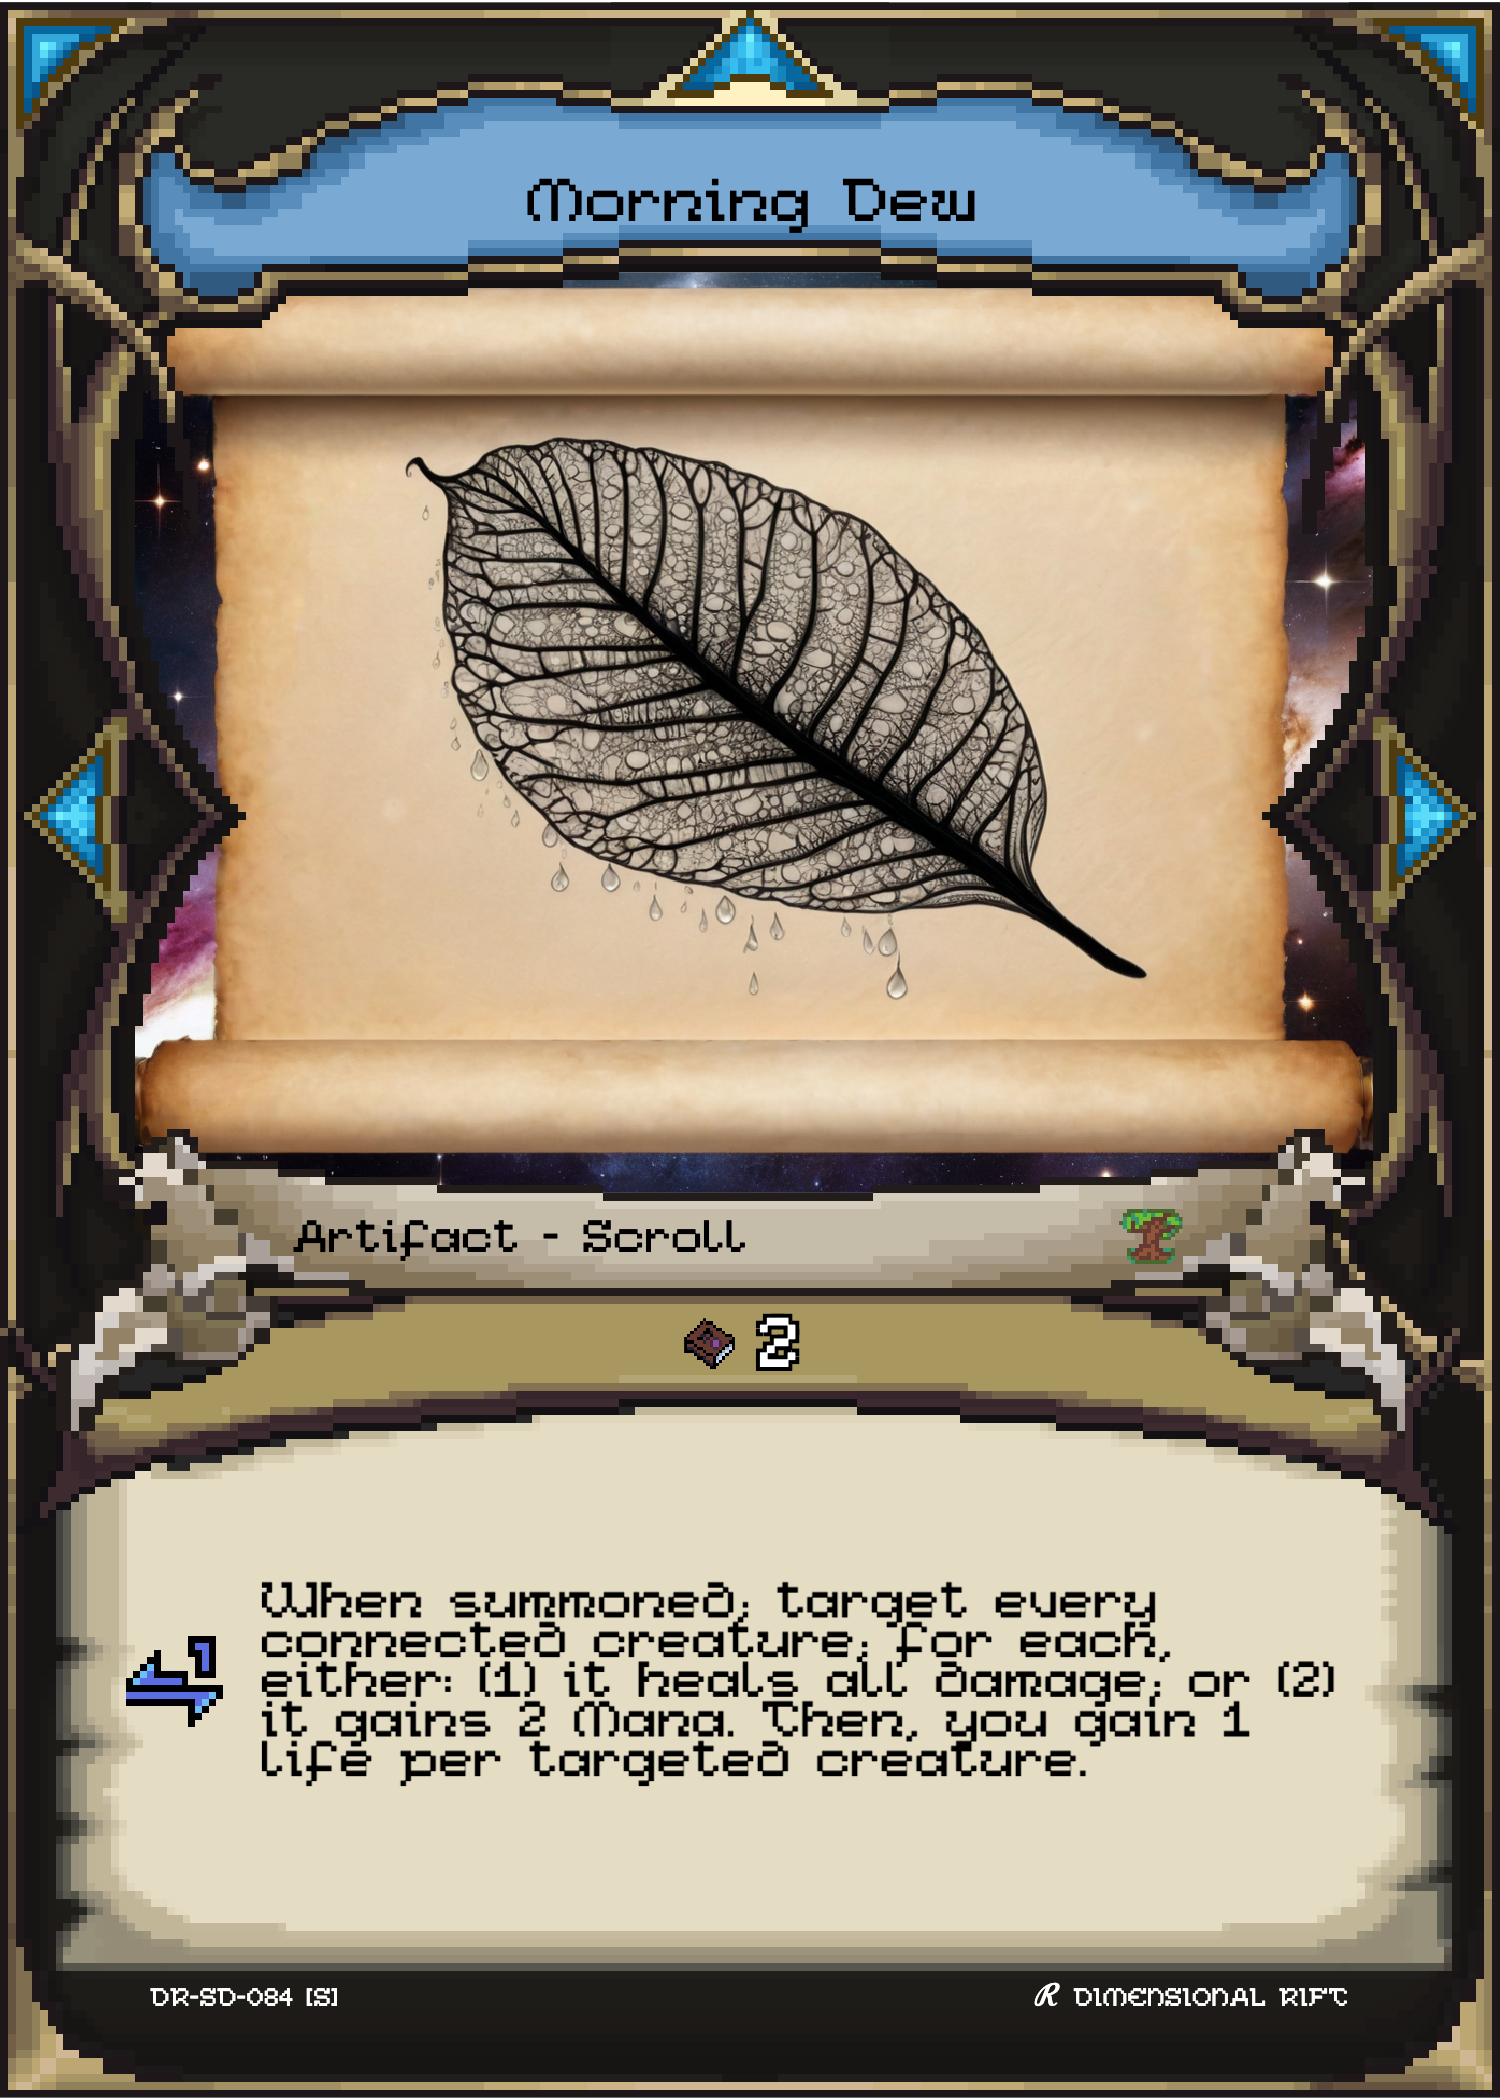 Morning Dew
Artifact - Scroll
2
When summoned; target every
connected creature; for each,
either: (1) it heals all damage; or (2)
it gains 2 Mana. Then, you gain 1
life per targeted creature.
DR-SD-084 [S]
R DIMENSIONAL RIFT